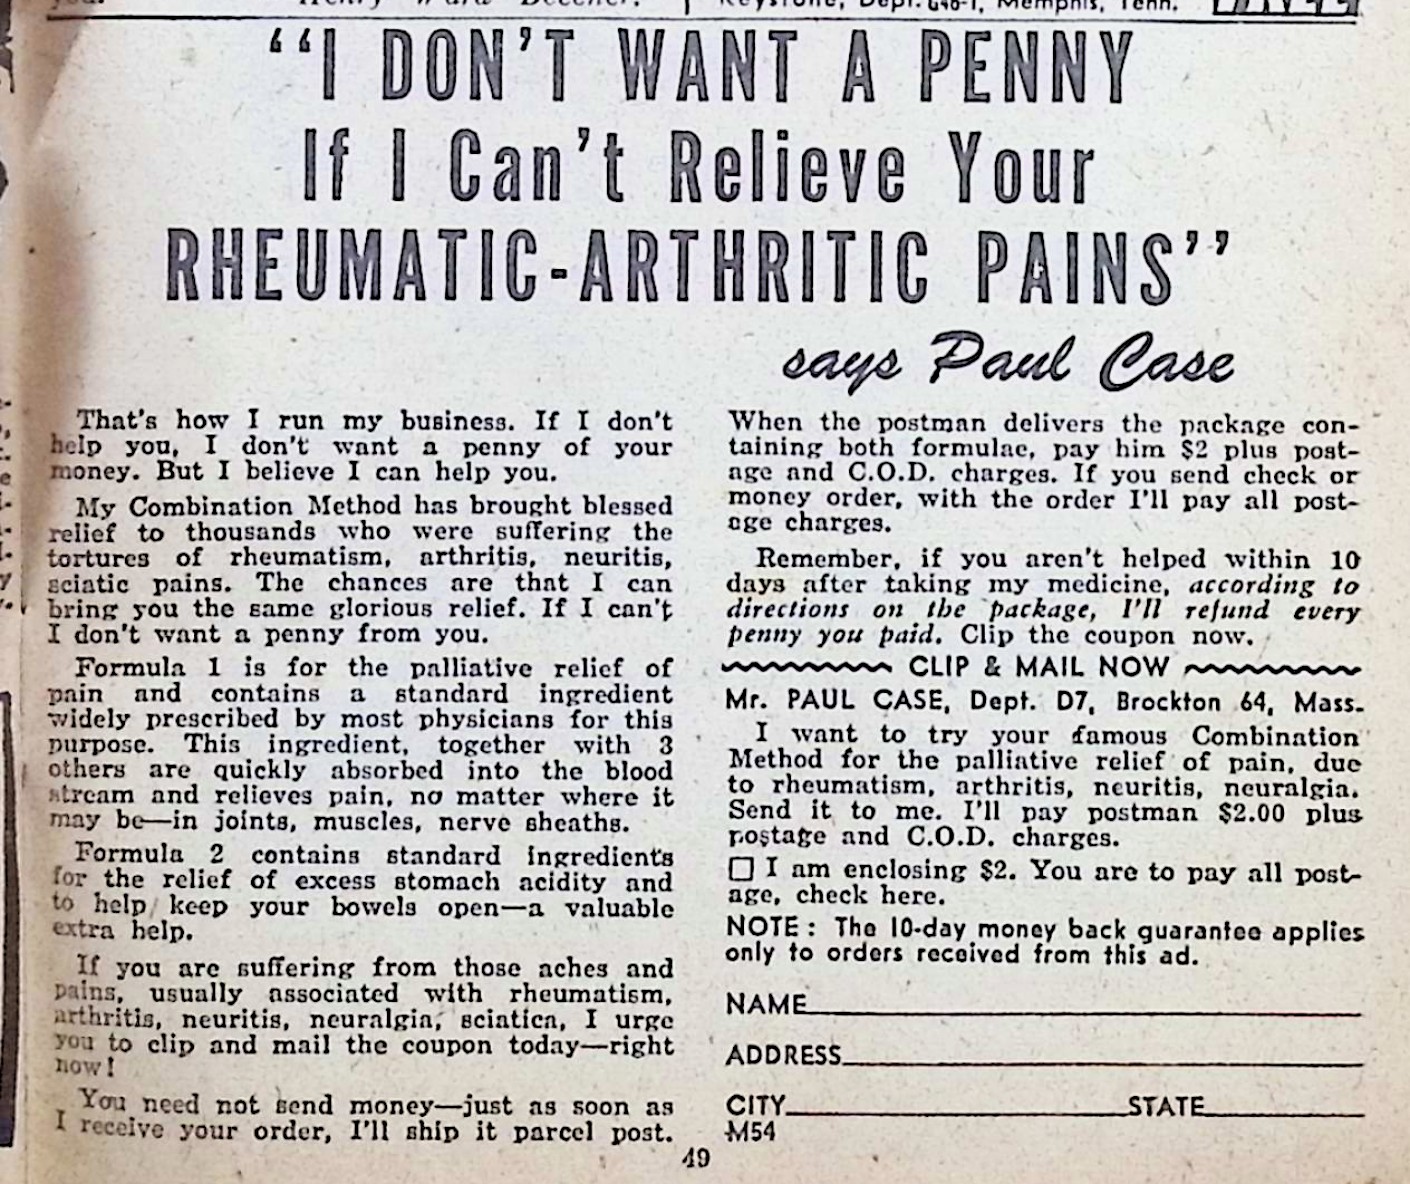 Henry Ward Beecher.
Keystone, Dept. G46-1, Memphis, Tenn.
“I DON’T WANT A PENNY
If I Can’t Relieve Your
RHEUMATIC-ARTHRITIC PAINS”
says Paul Case
That's how I run my business. If I don't
help you, I don't want a penny of your
money. But I believe I can help you.
My Combination Method has brought blessed
relief to thousands who were suffering the
tortures of rheumatism, arthritis, neuritis,
sciatic pains. The chances are that I can
bring you the same glorious relief. If I can't
I don't want a penny from you.
Formula 1 is for the palliative relief of
pain and contains a standard ingredient
widely prescribed by most physicians for this
purpose. This ingredient, together with 3
others are quickly absorbed into the blood
stream and relieves pain, no matter where it
may be—in joints, muscles, nerve sheaths.
Formula 2 contains standard ingredients
for the relief of excess stomach acidity and
to help keep your bowels open—a valuable
extra help.
If you are suffering from those aches and
pains, usually associated with rheumatism,
arthritis, neuritis, neuralgia, sciatica, I urge
you to clip and mail the coupon today—right
now!
You need not send money—just as soon as
I receive your order, I'll ship it parcel post.
When the postman delivers the package con-
taining both formulae, pay him $2 plus post-
age and C.O.D. charges. If you send check or
money order, with the order I'll pay all post-
age charges.
Remember, if you aren't helped within 10
days after taking my medicine, according to
directions on the package, I'll refund every
penny you paid. Clip the coupon now.
CLIP & MAIL NOW
Mr. PAUL CASE, Dept. D7, Brockton 64, Mass.
I want to try your famous Combination
Method for the palliative relief of pain, due
to rheumatism, arthritis, neuritis, neuralgia.
Send it to me. I'll pay postman $2.00 plus
postage and C.O.D. charges.
I am enclosing $2. You are to pay all post-
age, check here.
NOTE: The 10-day money back guarantee applies
only to orders received from this ad.
NAME
ADDRESS
CITY STATE
M54
49